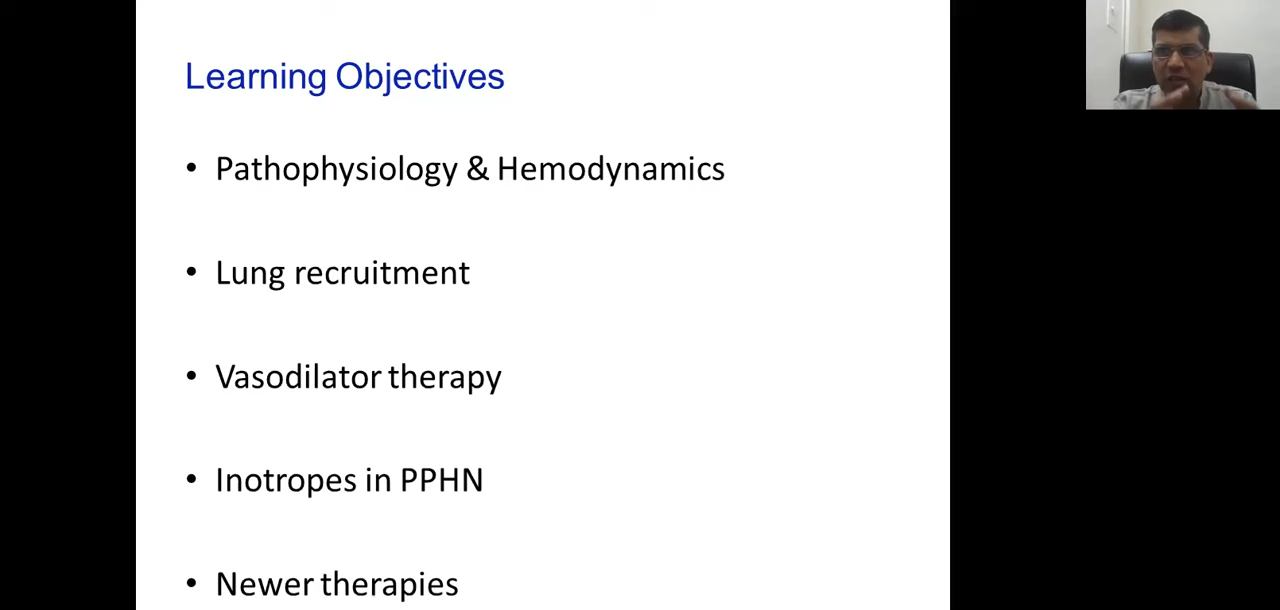 Learning Objectives
• Pathophysiology & Hemodynamics
• Lung recruitment
• Vasodilator therapy
• Inotropes in PPHN
• Newer therapies